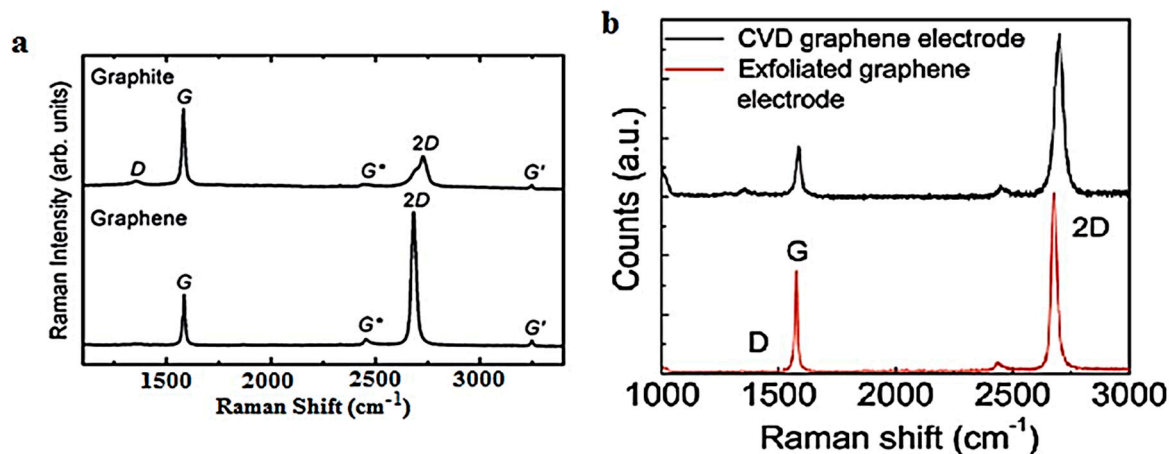 a
Graphite
G
D
G*
2D
G'
Graphene
2D
G
G*
G'
1500 2000 2500 3000
Raman Shift (cm⁻¹)
Raman Intensity (arb. units)
b
CVD graphene electrode
Exfoliated graphene
electrode
2D
G
D
1000 1500 2000 2500 3000
Raman shift (cm⁻¹)
Counts (a.u.)